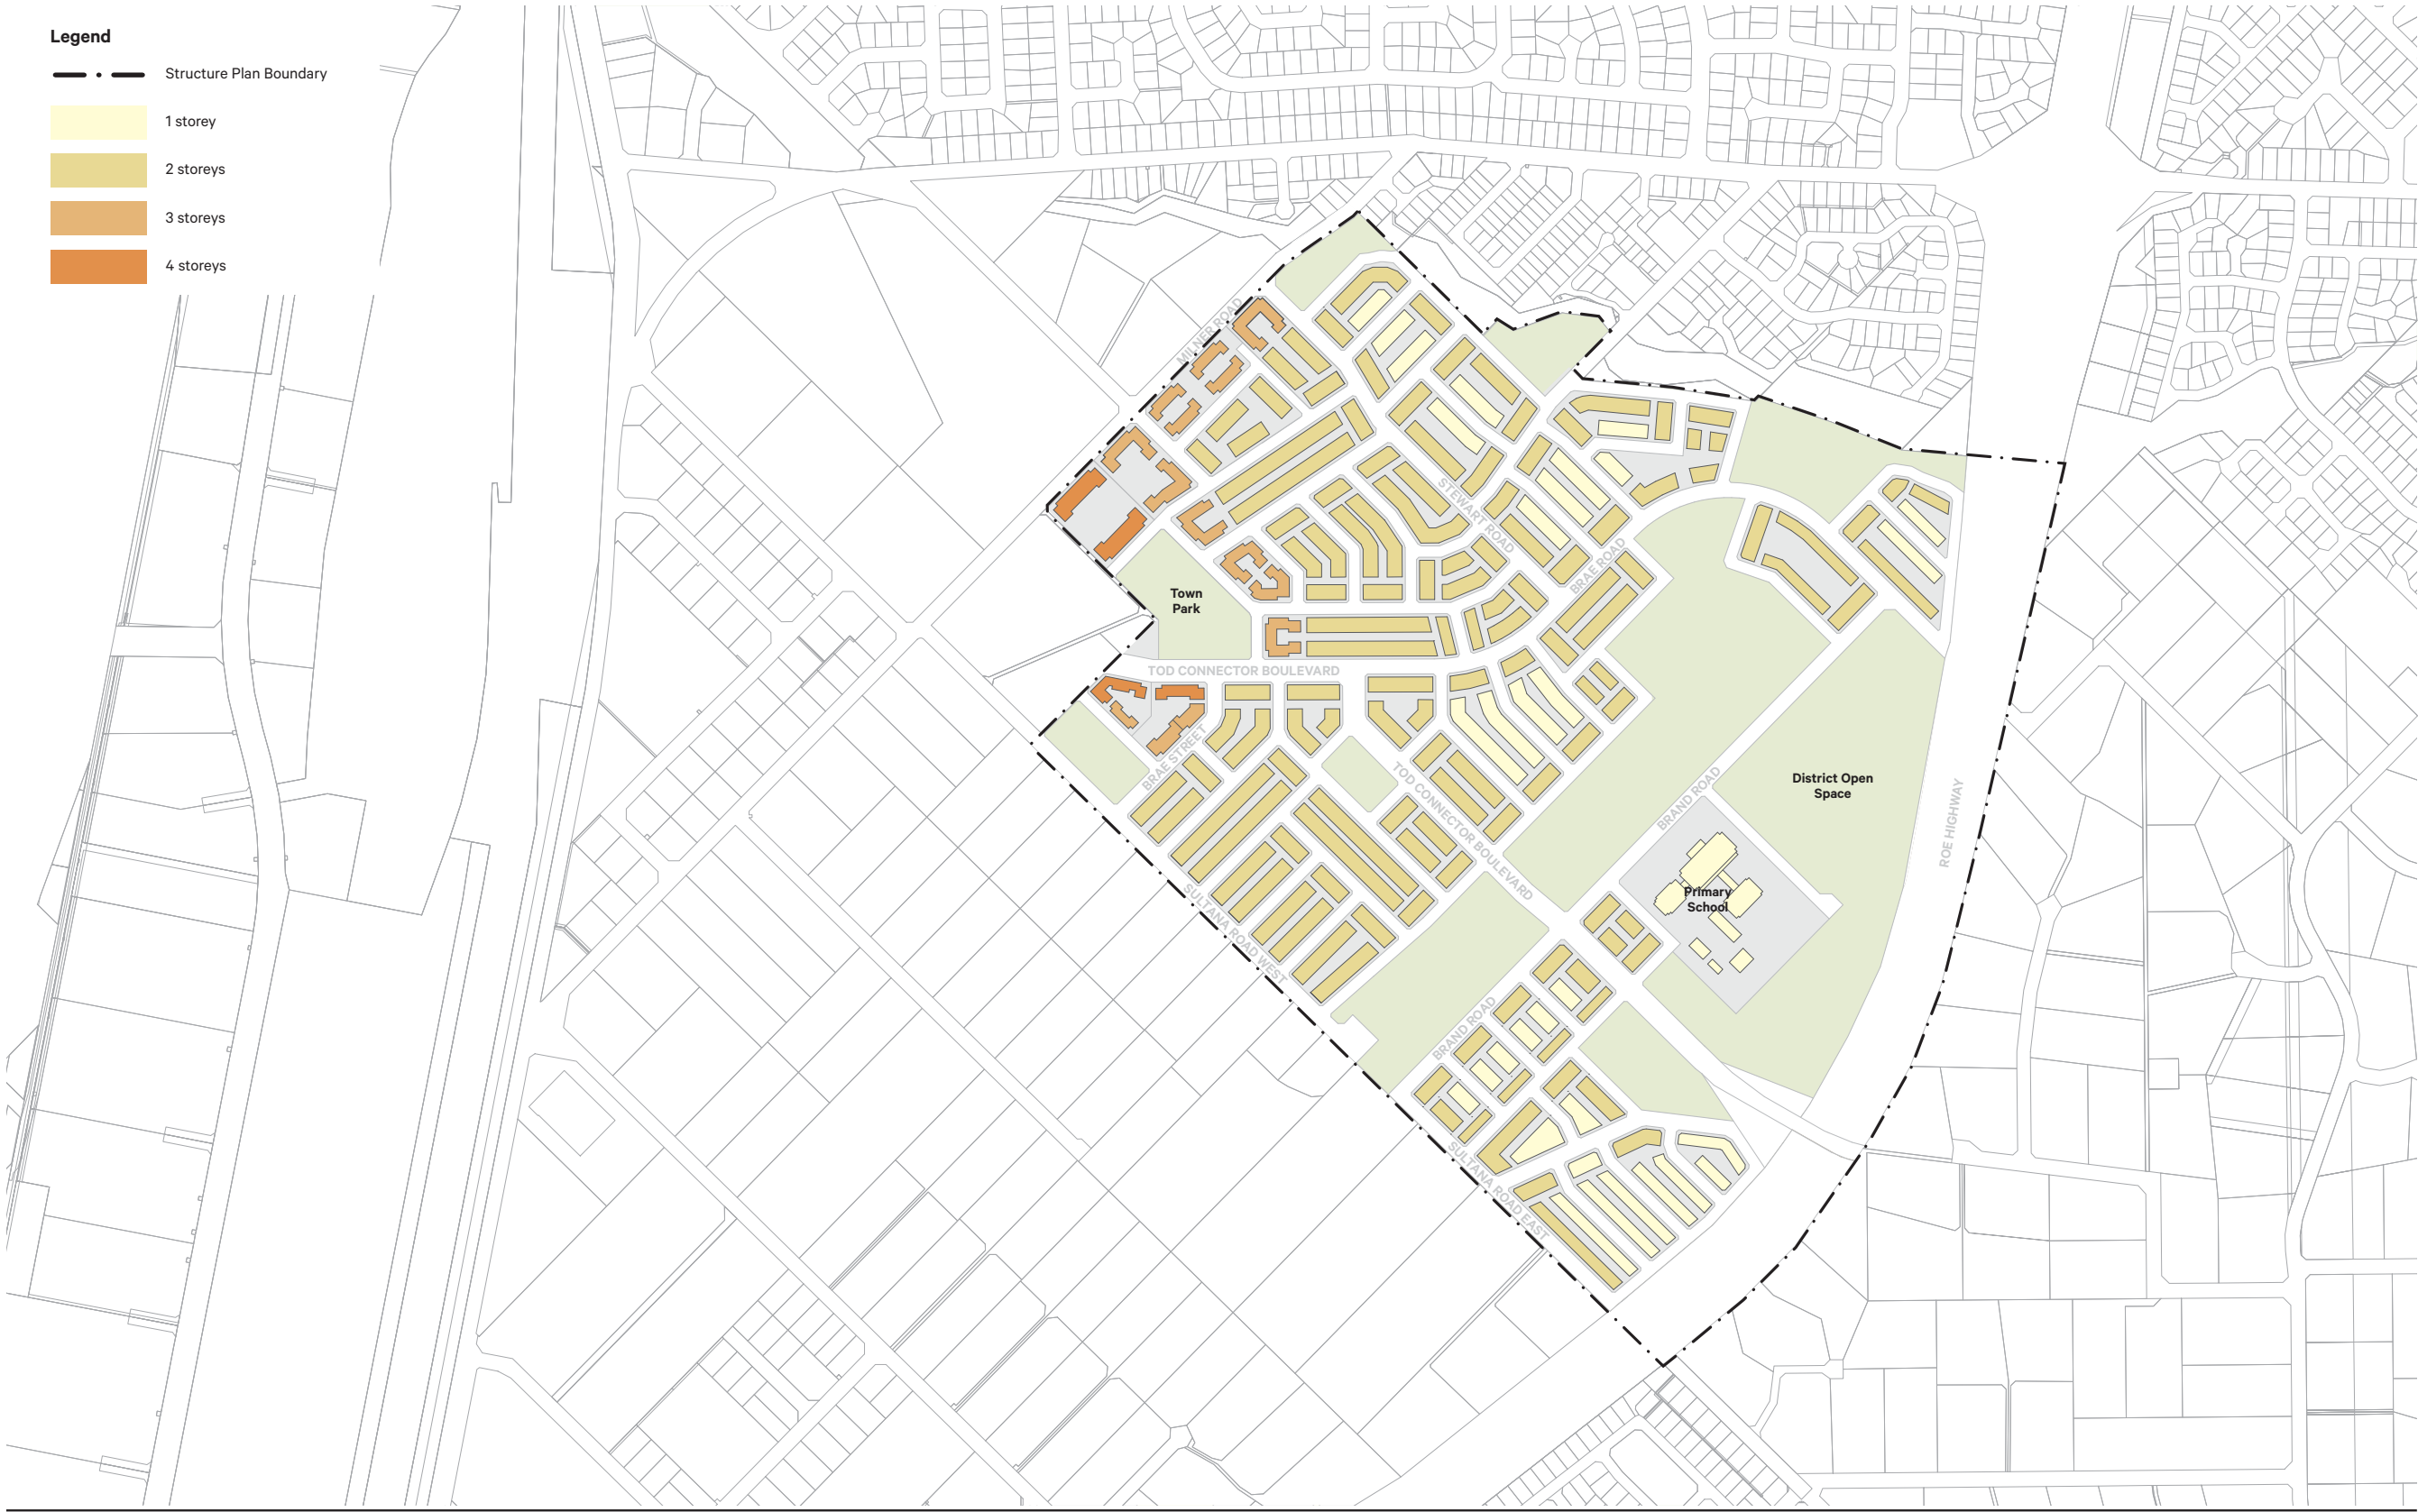 Legend
Structure Plan Boundary
1 storey
2 storeys
3 storeys
4 storeys
MILNER ROAD
STEWART ROAD
BRAE ROAD
Town
Park
TOD CONNECTOR BOULEVARD
BRAE STREET
TOD CONNECTOR BOULEVARD
BRAND ROAD
District Open
Space
ROE HIGHWAY
Primary
School
SULTANA ROAD WEST
BRAND ROAD
SULTANA ROAD EAST